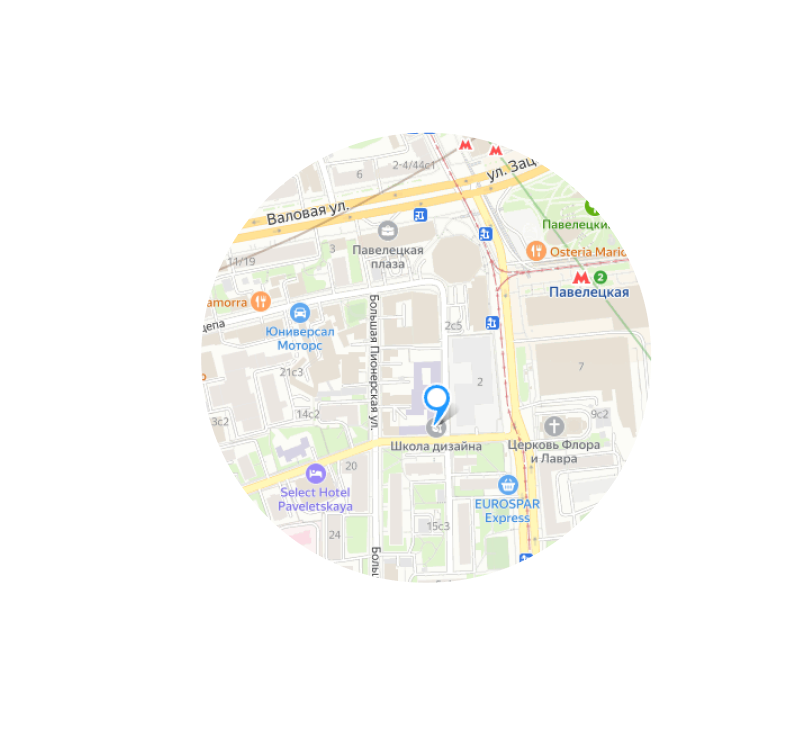 2-4/44с1
6
ул. Зац
Валовая ул.
Павелецки.
Павелецкая
плаза
3
Osteria Mario
11/19
2
Павелецкая
amorra
цепа
Юниверсал
Моторс
2с5
Большая Пионерская ул.
21с3
2
7
14с2
3с2
9с2
Школа дизайна
Церковь Флора
и Лавра
20
Select Hotel
Paveletskaya
EUROSPAR
Express
24
15с3
Больш